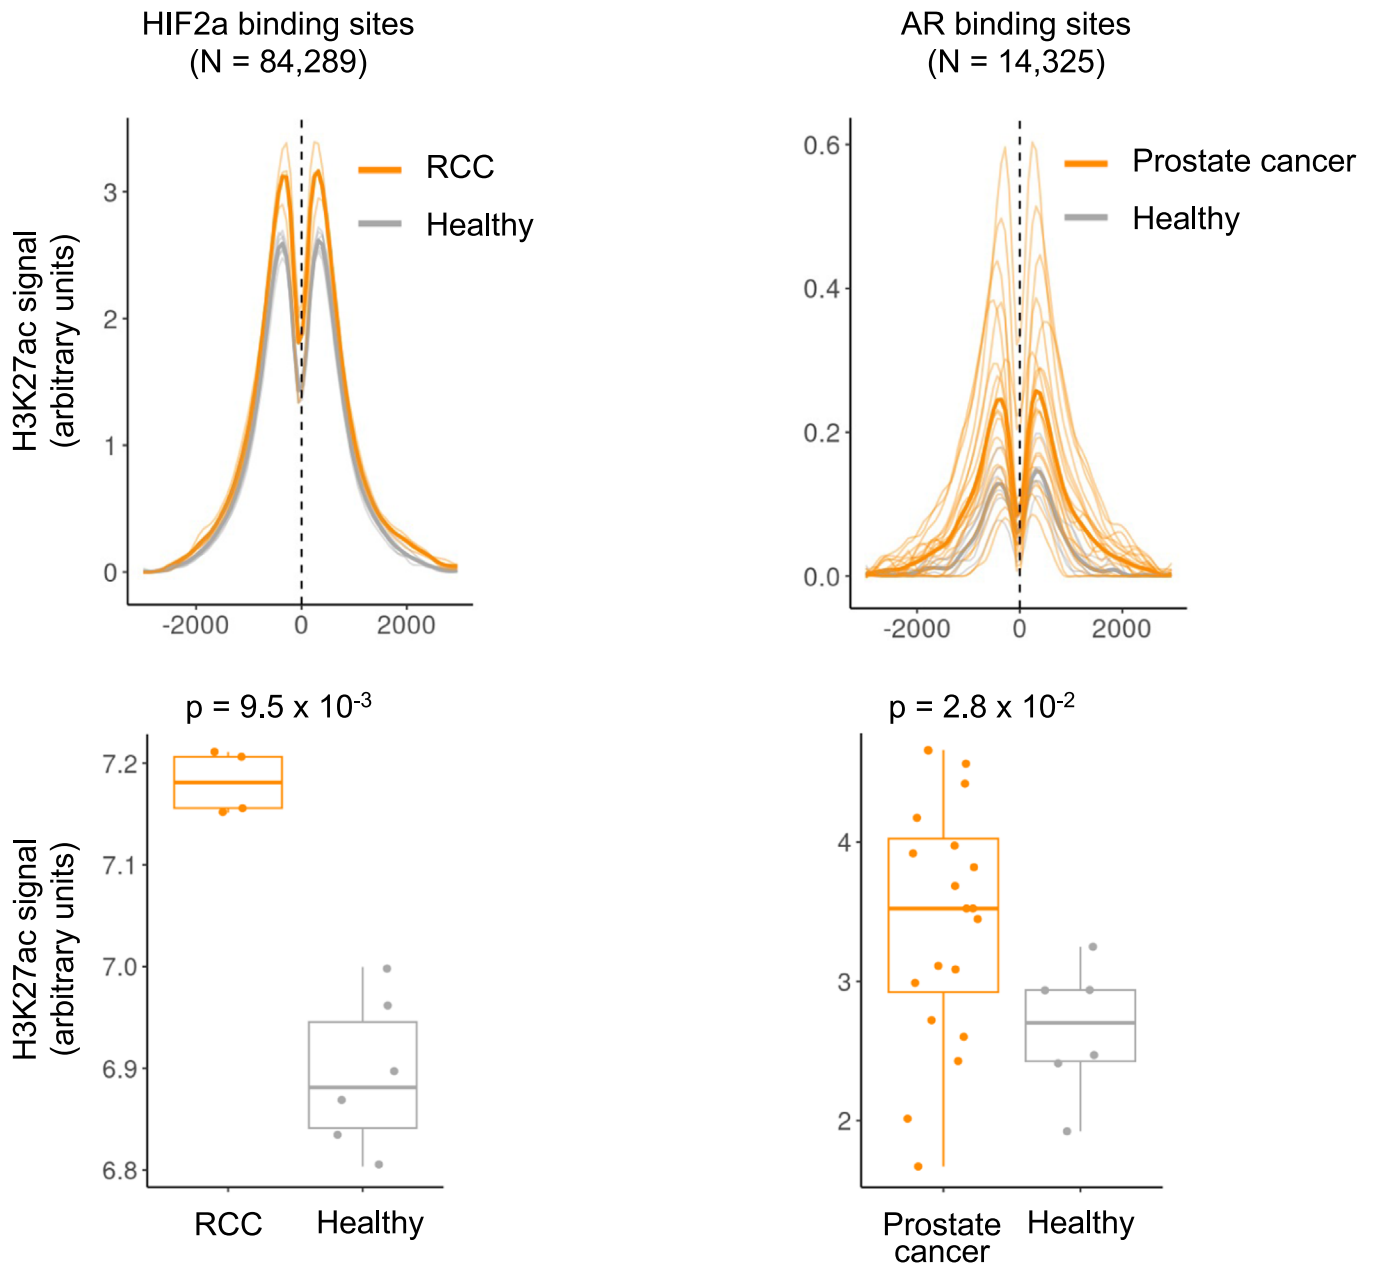 HIF2a binding sites
(N = 84,289)
H3K27ac signal
(arbitrary units)
3
2
1
0
-2000
0
2000
RCC
Healthy
AR binding sites
(N = 14,325)
0.6
0.4
0.2
0.0
-2000
0
2000
Prostate cancer
Healthy
p = 9.5 x 10-3
H3K27ac signal
(arbitrary units)
7.2
7.1
7.0
6.9
6.8
RCC
Healthy
p = 2.8 x 10-2
4
3
2
Prostate
cancer
Healthy